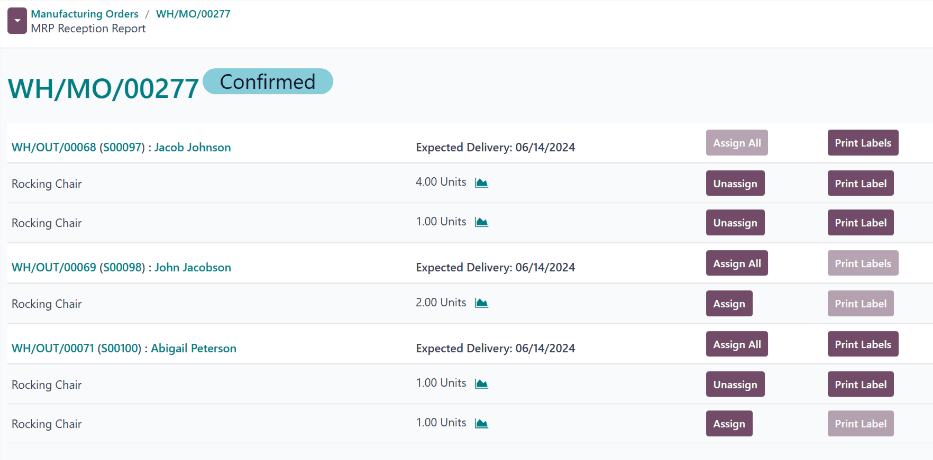 Manufacturing Orders / WH/MO/00277
MRP Reception Report
WH/MO/00277 Confirmed
WH/OUT/00068 (S00097) : Jacob Johnson Expected Delivery: 06/14/2024 Assign All Print Labels
Rocking Chair 4.00 Units Unassign Print Label
Rocking Chair 1.00 Units Unassign Print Label
WH/OUT/00069 (S00098) : John Jacobson Expected Delivery: 06/14/2024 Assign All Print Labels
Rocking Chair 2.00 Units Assign Print Label
WH/OUT/00071 (S00100) : Abigail Peterson Expected Delivery: 06/14/2024 Assign All Print Labels
Rocking Chair 1.00 Units Unassign Print Label
Rocking Chair 1.00 Units Assign Print Label